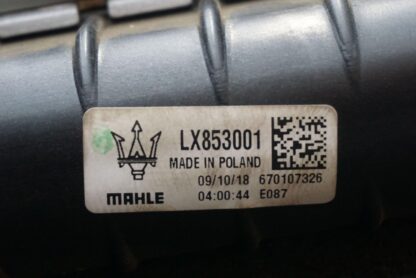 LX853001
MADE IN POLAND
09/10/18 670107326
MAHLE 04:00:44 E087